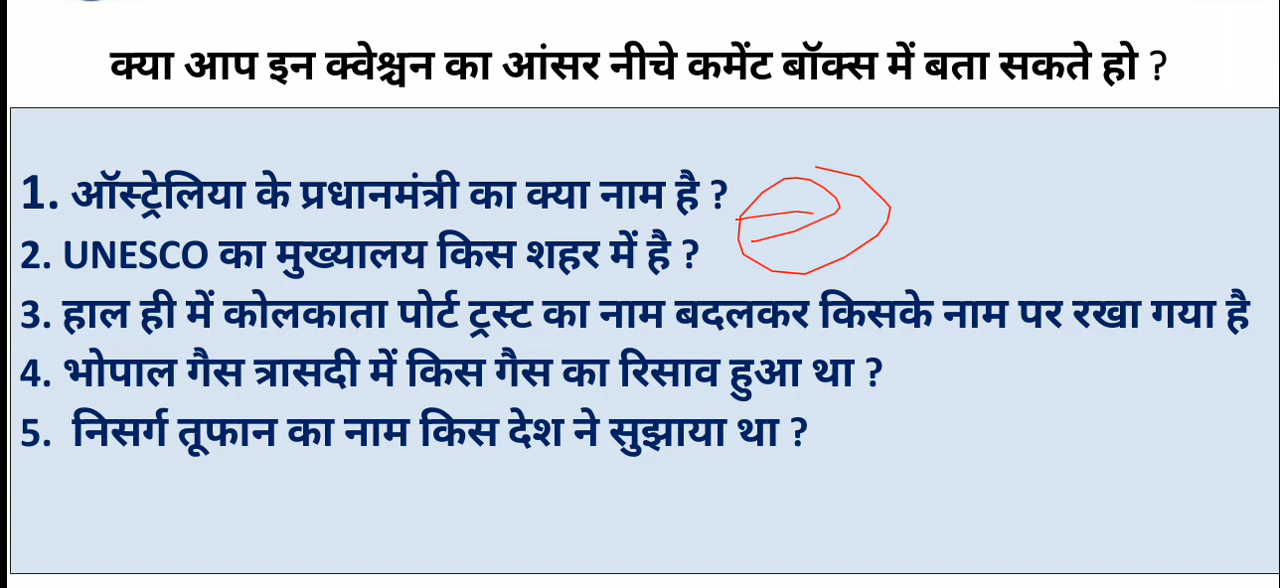 क्या आप इन क्वेश्चन का आंसर नीचे कमेंट बॉक्स में बता सकते हो ?
1. ऑस्ट्रेलिया के प्रधानमंत्री का क्या नाम है ?
2. UNESCO का मुख्यालय किस शहर में है ?
3. हाल ही में कोलकाता पोर्ट ट्रस्ट का नाम बदलकर किसके नाम पर रखा गया है
4. भोपाल गैस त्रासदी में किस गैस का रिसाव हुआ था ?
5. निसर्ग तूफान का नाम किस देश ने सुझाया था ?